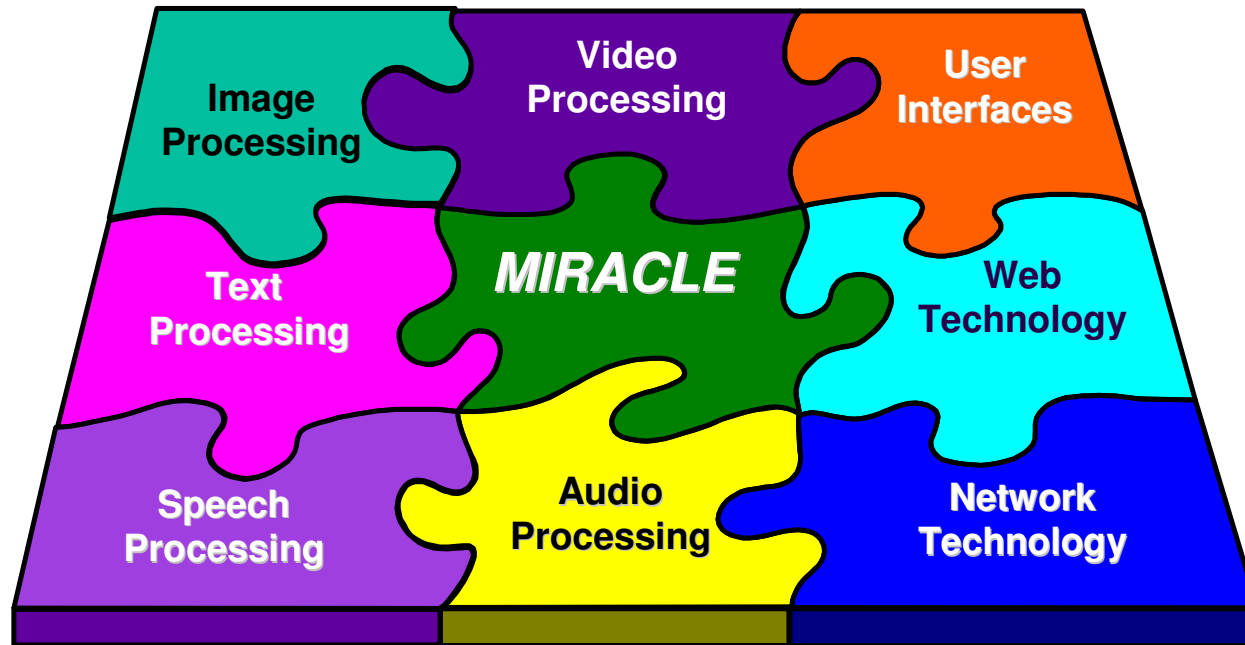 Image
Processing
Video
Processing
User
Interfaces
Text
Processing
MIRACLE
Web
Technology
Speech
Processing
Audio
Processing
Network
Technology